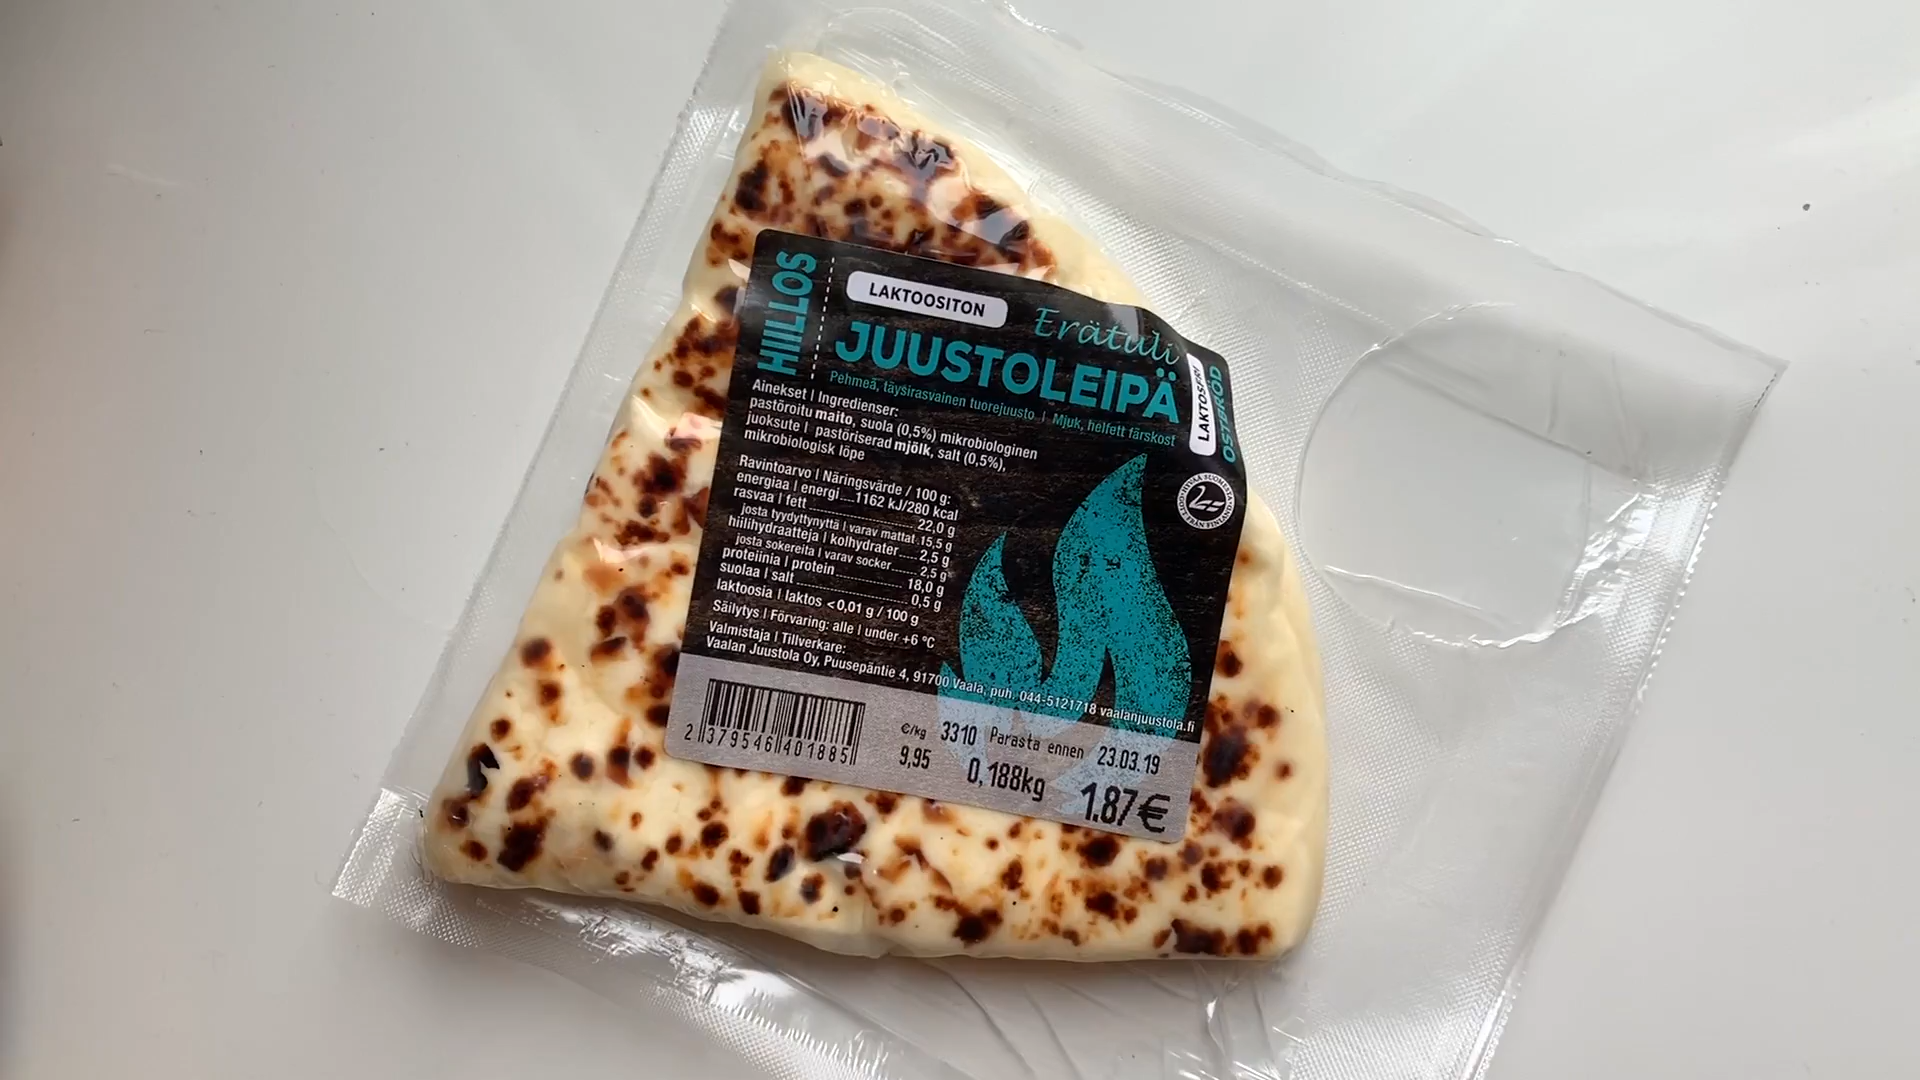 HIILLOS
LAKTOOSITON
Erätuli
JUUSTOLEIPÄ
Pehmeä, täysirasvainen tuorejuusto | Mjuk, helfett färskost
LAKTOSFRI
OSTBRÖD
Ainekset | Ingredienser:
pastöroitu maito, suola (0,5%) mikrobiologinen
juoksute | pastöriserad mjölk, salt (0,5%),
mikrobiologisk löpe
Ravintoarvo | Näringsvärde / 100 g:
energiaa | energi....1162 kJ/280 kcal
rasvaa | fett ........................ 22,0 g
josta tyydyttynyttä | varav mattat 15,5 g
hiilihydraatteja | kolhydrater..... 2,5 g
josta sokereita | varav socker....... 2,5 g
proteiinia | protein................. 18,0 g
suolaa | salt........................... 0,5 g
laktoosia | laktos <0,01 g / 100 g
Säilytys | Förvaring: alle | under +6 °C
Valmistaja | Tillverkare:
Vaalan Juustola Oy, Puusepäntie 4, 91700 Vaala, puh. 044-5121718 vaalanjuustola.fi
2 379546 401885
€/kg 3310 Parasta ennen 23.03.19
9,95 0,188kg 1.87€